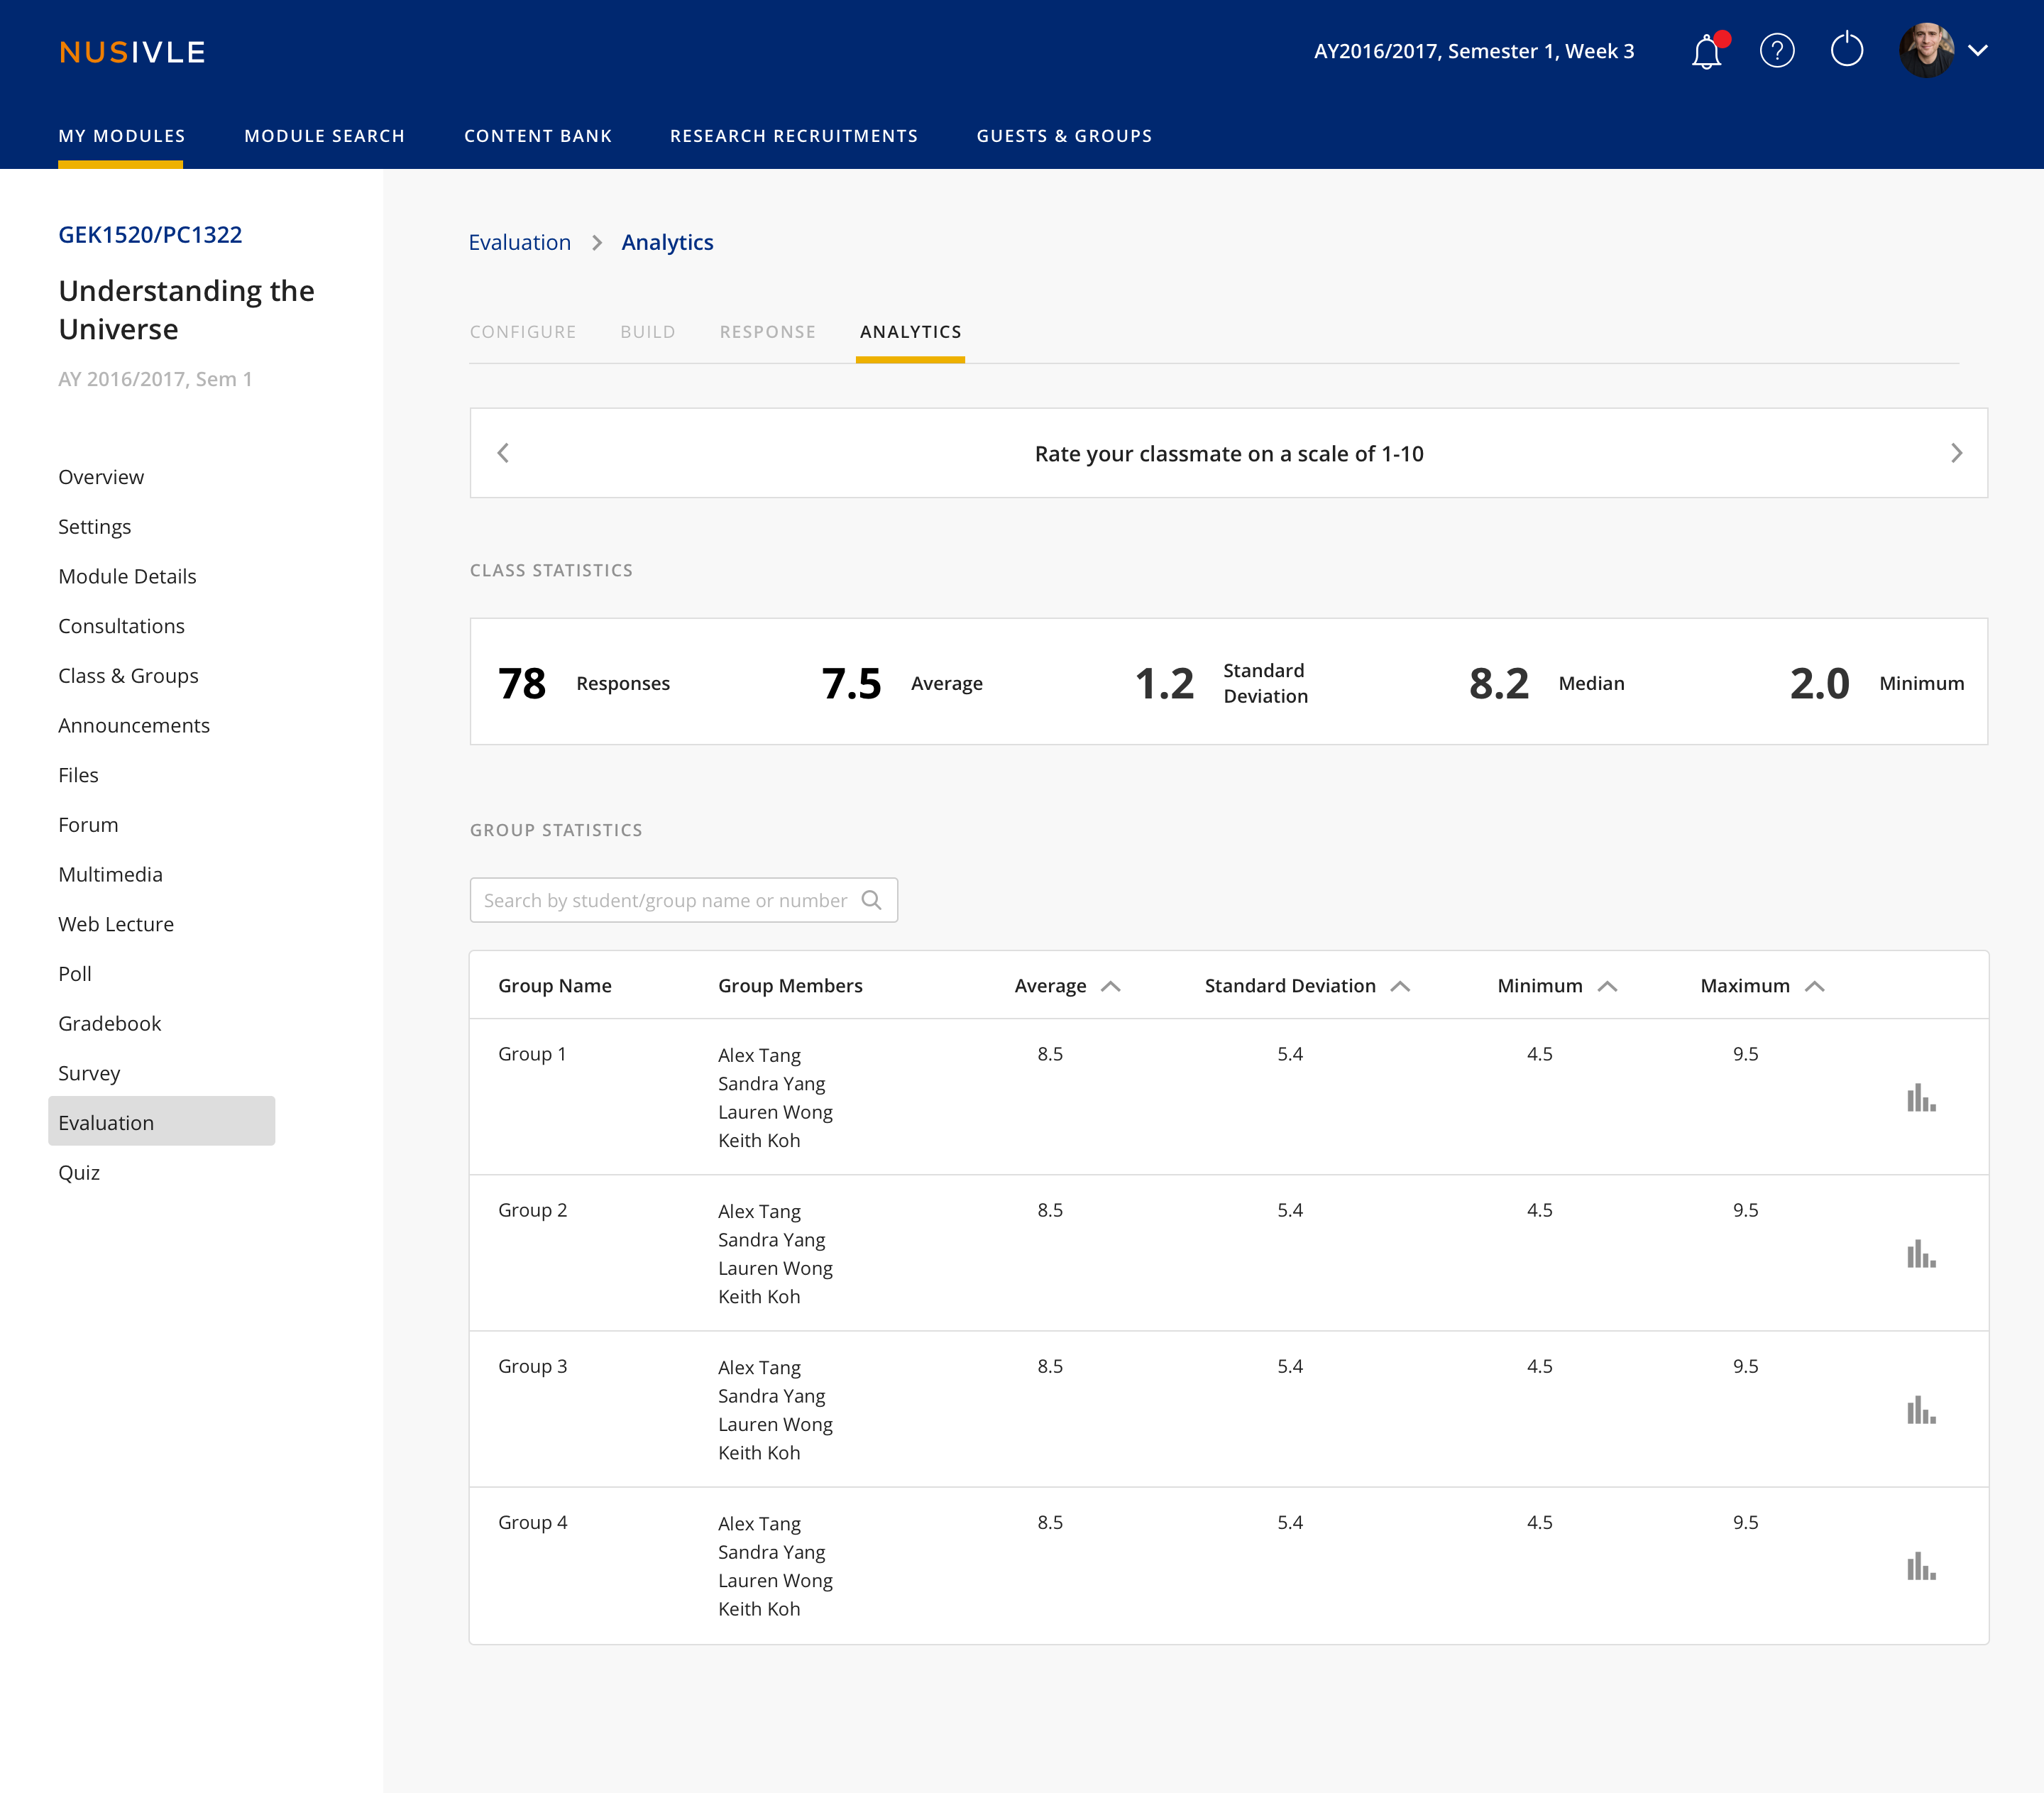 NUSIVLE
AY2016/2017, Semester 1, Week 3
MY MODULES
MODULE SEARCH
CONTENT BANK
RESEARCH RECRUITMENTS
GUESTS & GROUPS
GEK1520/PC1322
Understanding the
Universe
AY 2016/2017, Sem 1
Overview
Settings
Module Details
Consultations
Class & Groups
Announcements
Files
Forum
Multimedia
Web Lecture
Poll
Gradebook
Survey
Evaluation
Quiz
Evaluation > Analytics
CONFIGURE BUILD RESPONSE ANALYTICS
Rate your classmate on a scale of 1-10
CLASS STATISTICS
78 Responses
7.5 Average
1.2 Standard
Deviation
8.2 Median
2.0 Minimum
GROUP STATISTICS
Search by student/group name or number
Group Name Group Members Average Standard Deviation Minimum Maximum
Group 1 Alex Tang 8.5 5.4 4.5 9.5
Sandra Yang
Lauren Wong
Keith Koh
Group 2 Alex Tang 8.5 5.4 4.5 9.5
Sandra Yang
Lauren Wong
Keith Koh
Group 3 Alex Tang 8.5 5.4 4.5 9.5
Sandra Yang
Lauren Wong
Keith Koh
Group 4 Alex Tang 8.5 5.4 4.5 9.5
Sandra Yang
Lauren Wong
Keith Koh